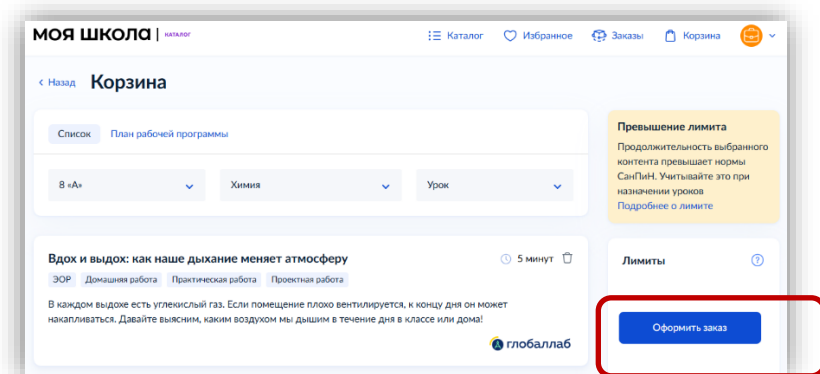 МОЯ ШКОЛА | КАТАЛОГ
Каталог Избранное Заказы Корзина
< Назад Корзина
Список План рабочей программы
8 «А» Химия Урок
Превышение лимита
Продолжительность выбранного
контента превышает нормы
СанПиН. Учитывайте это при
назначении уроков
Подробнее о лимите
Вдох и выдох: как наше дыхание меняет атмосферу 5 минут
ЭОР Домашняя работа Практическая работа Проектная работа
В каждом выдохе есть углекислый газ. Если помещение плохо вентилируется, к концу дня он может
накапливаться. Давайте выясним, каким воздухом мы дышим в течение дня в классе или дома!
глобаллаб
Лимиты ?
Оформить заказ